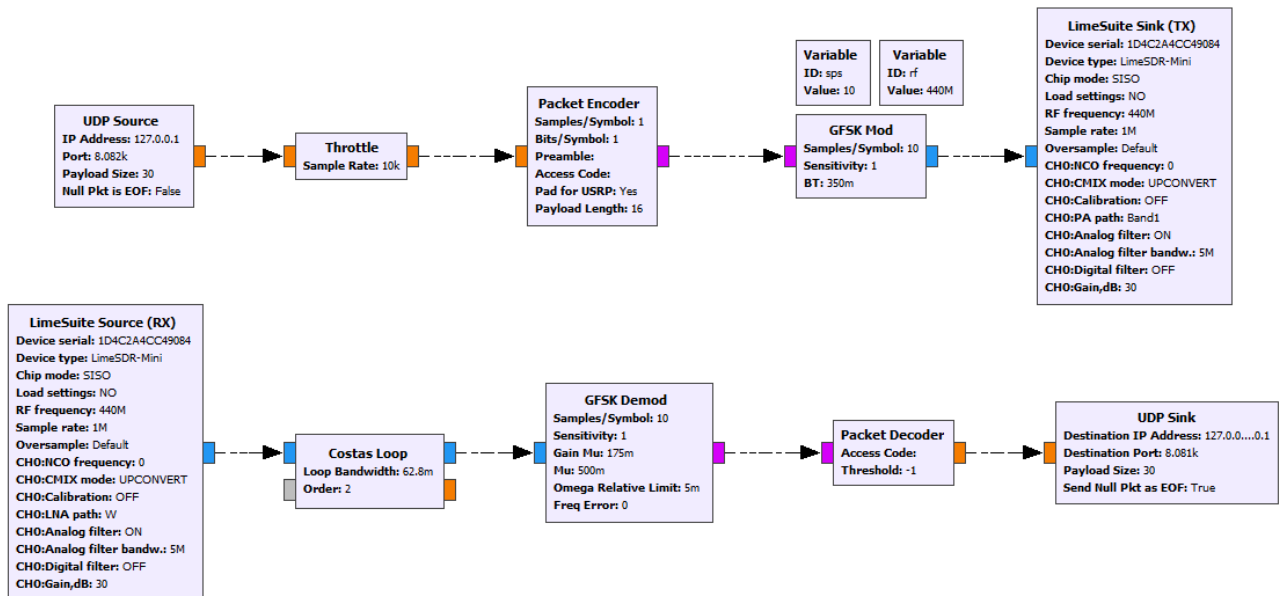 UDP Source
IP Address: 127.0.0.1
Port: 8.082k
Payload Size: 30
Null Pkt is EOF: False
Throttle
Sample Rate: 10k
Packet Encoder
Samples/Symbol: 1
Bits/Symbol: 1
Preamble:
Access Code:
Pad for USRP: Yes
Payload Length: 16
Variable
ID: sps
Value: 10
Variable
ID: rf
Value: 440M
GFSK Mod
Samples/Symbol: 10
Sensitivity: 1
BT: 350m
LimeSuite Sink (TX)
Device serial: 1D4C2A4CC49084
Device type: LimeSDR-Mini
Chip mode: SISO
Load settings: NO
RF frequency: 440M
Sample rate: 1M
Oversample: Default
CH0:NCO frequency: 0
CH0:CMIX mode: UPCONVERT
CH0:Calibration: OFF
CH0:PA path: Band1
CH0:Analog filter: ON
CH0:Analog filter bandw.: 5M
CH0:Digital filter: OFF
CH0:Gain,dB: 30
LimeSuite Source (RX)
Device serial: 1D4C2A4CC49084
Device type: LimeSDR-Mini
Chip mode: SISO
Load settings: NO
RF frequency: 440M
Sample rate: 1M
Oversample: Default
CH0:NCO frequency: 0
CH0:CMIX mode: UPCONVERT
CH0:Calibration: OFF
CH0:LNA path: W
CH0:Analog filter: ON
CH0:Analog filter bandw.: 5M
CH0:Digital filter: OFF
CH0:Gain,dB: 30
Costas Loop
Loop Bandwidth: 62.8m
Order: 2
GFSK Demod
Samples/Symbol: 10
Sensitivity: 1
Gain Mu: 175m
Mu: 500m
Omega Relative Limit: 5m
Freq Error: 0
Packet Decoder
Access Code:
Threshold: -1
UDP Sink
Destination IP Address: 127.0.0....0.1
Destination Port: 8.081k
Payload Size: 30
Send Null Pkt as EOF: True